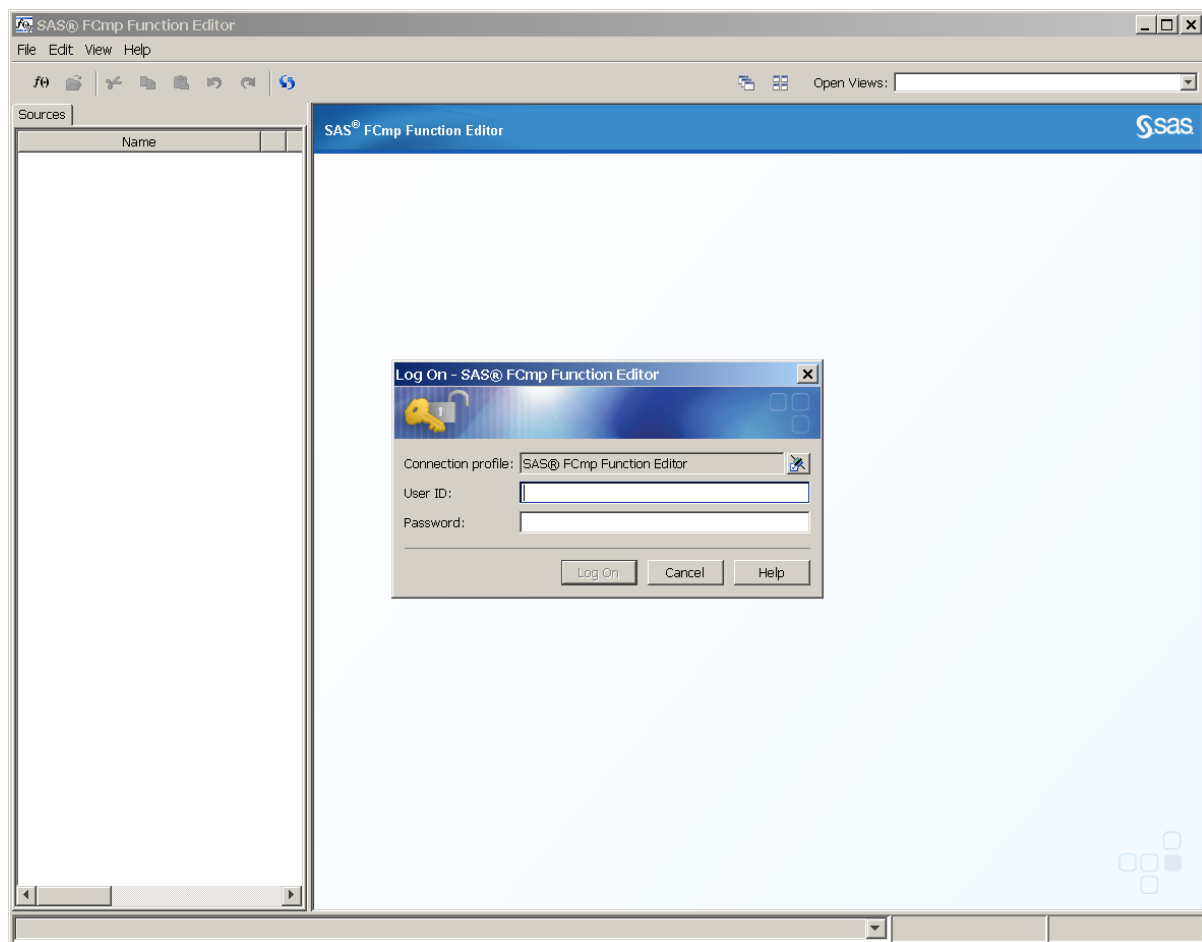 SAS® FCmp Function Editor
File Edit View Help
fθ Open Views:
Sources
Name
SAS® FCmp Function Editor
sas
Log On - SAS® FCmp Function Editor
Connection profile: SAS® FCmp Function Editor
User ID:
Password:
Log On Cancel Help